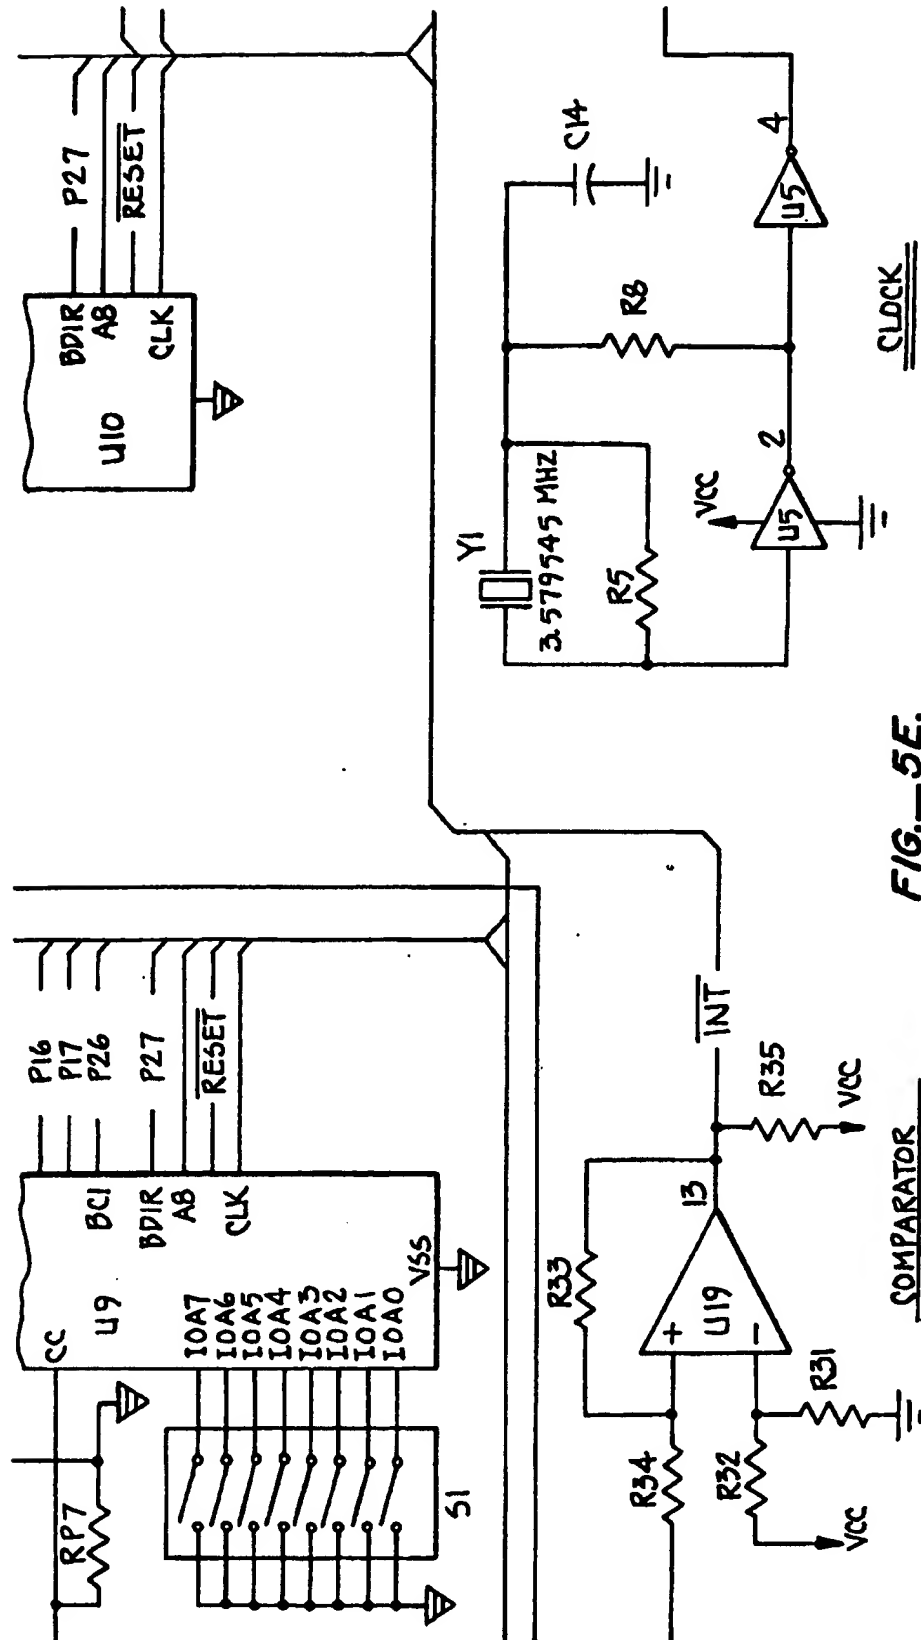 P27
RESET
BDIR
A8
CLK
U10
P16
P17
P26
P27
RESET
BC1
BDIR
A8
CLK
CC
U9
VSS
IOA7
IOA6
IOA5
IOA4
IOA3
IOA2
IOA1
IOA0
RP7
S1
Y1
3.579545 MHZ
C14
R5
R8
VCC
U5
2
U5
4
CLOCK
INT
R33
R35
VCC
13
U19
+
-
R34
R32
R31
VCC
COMPARATOR
FIG._5E.